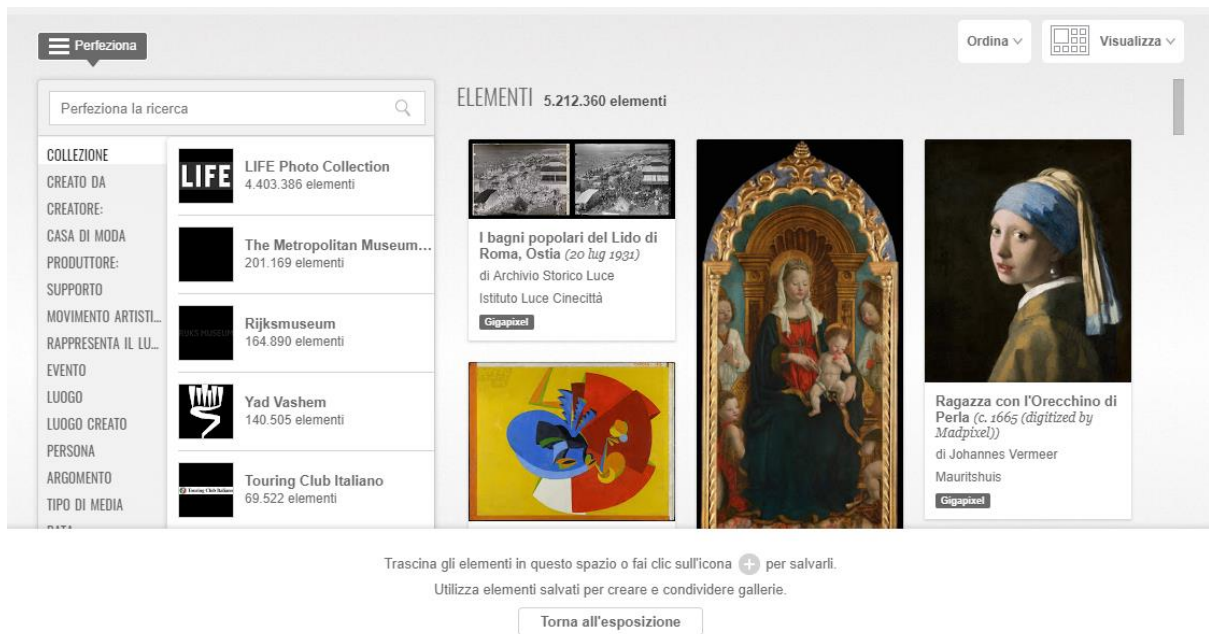 Perfeziona
Ordina
Visualizza
Perfeziona la ricerca
COLLEZIONE
CREATO DA
CREATORE:
CASA DI MODA
PRODUTTORE:
SUPPORTO
MOVIMENTO ARTISTI...
RAPPRESENTA IL LU...
EVENTO
LUOGO
LUOGO CREATO
PERSONA
ARGOMENTO
TIPO DI MEDIA
DATA
LIFE
LIFE Photo Collection
4.403.386 elementi
The Metropolitan Museum...
201.169 elementi
RIJKS MUSEUM
Rijksmuseum
164.890 elementi
Yad Vashem
140.505 elementi
Touring Club Italiano
Touring Club Italiano
69.522 elementi
ELEMENTI 5.212.360 elementi
I bagni popolari del Lido di
Roma, Ostia (20 lug 1931)
di Archivio Storico Luce
Istituto Luce Cinecittà
Gigapixel
Ragazza con l'Orecchino di
Perla (c. 1665 (digitized by
Madpixel))
di Johannes Vermeer
Mauritshuis
Gigapixel
Trascina gli elementi in questo spazio o fai clic sull'icona + per salvarli.
Utilizza elementi salvati per creare e condividere gallerie.
Torna all'esposizione